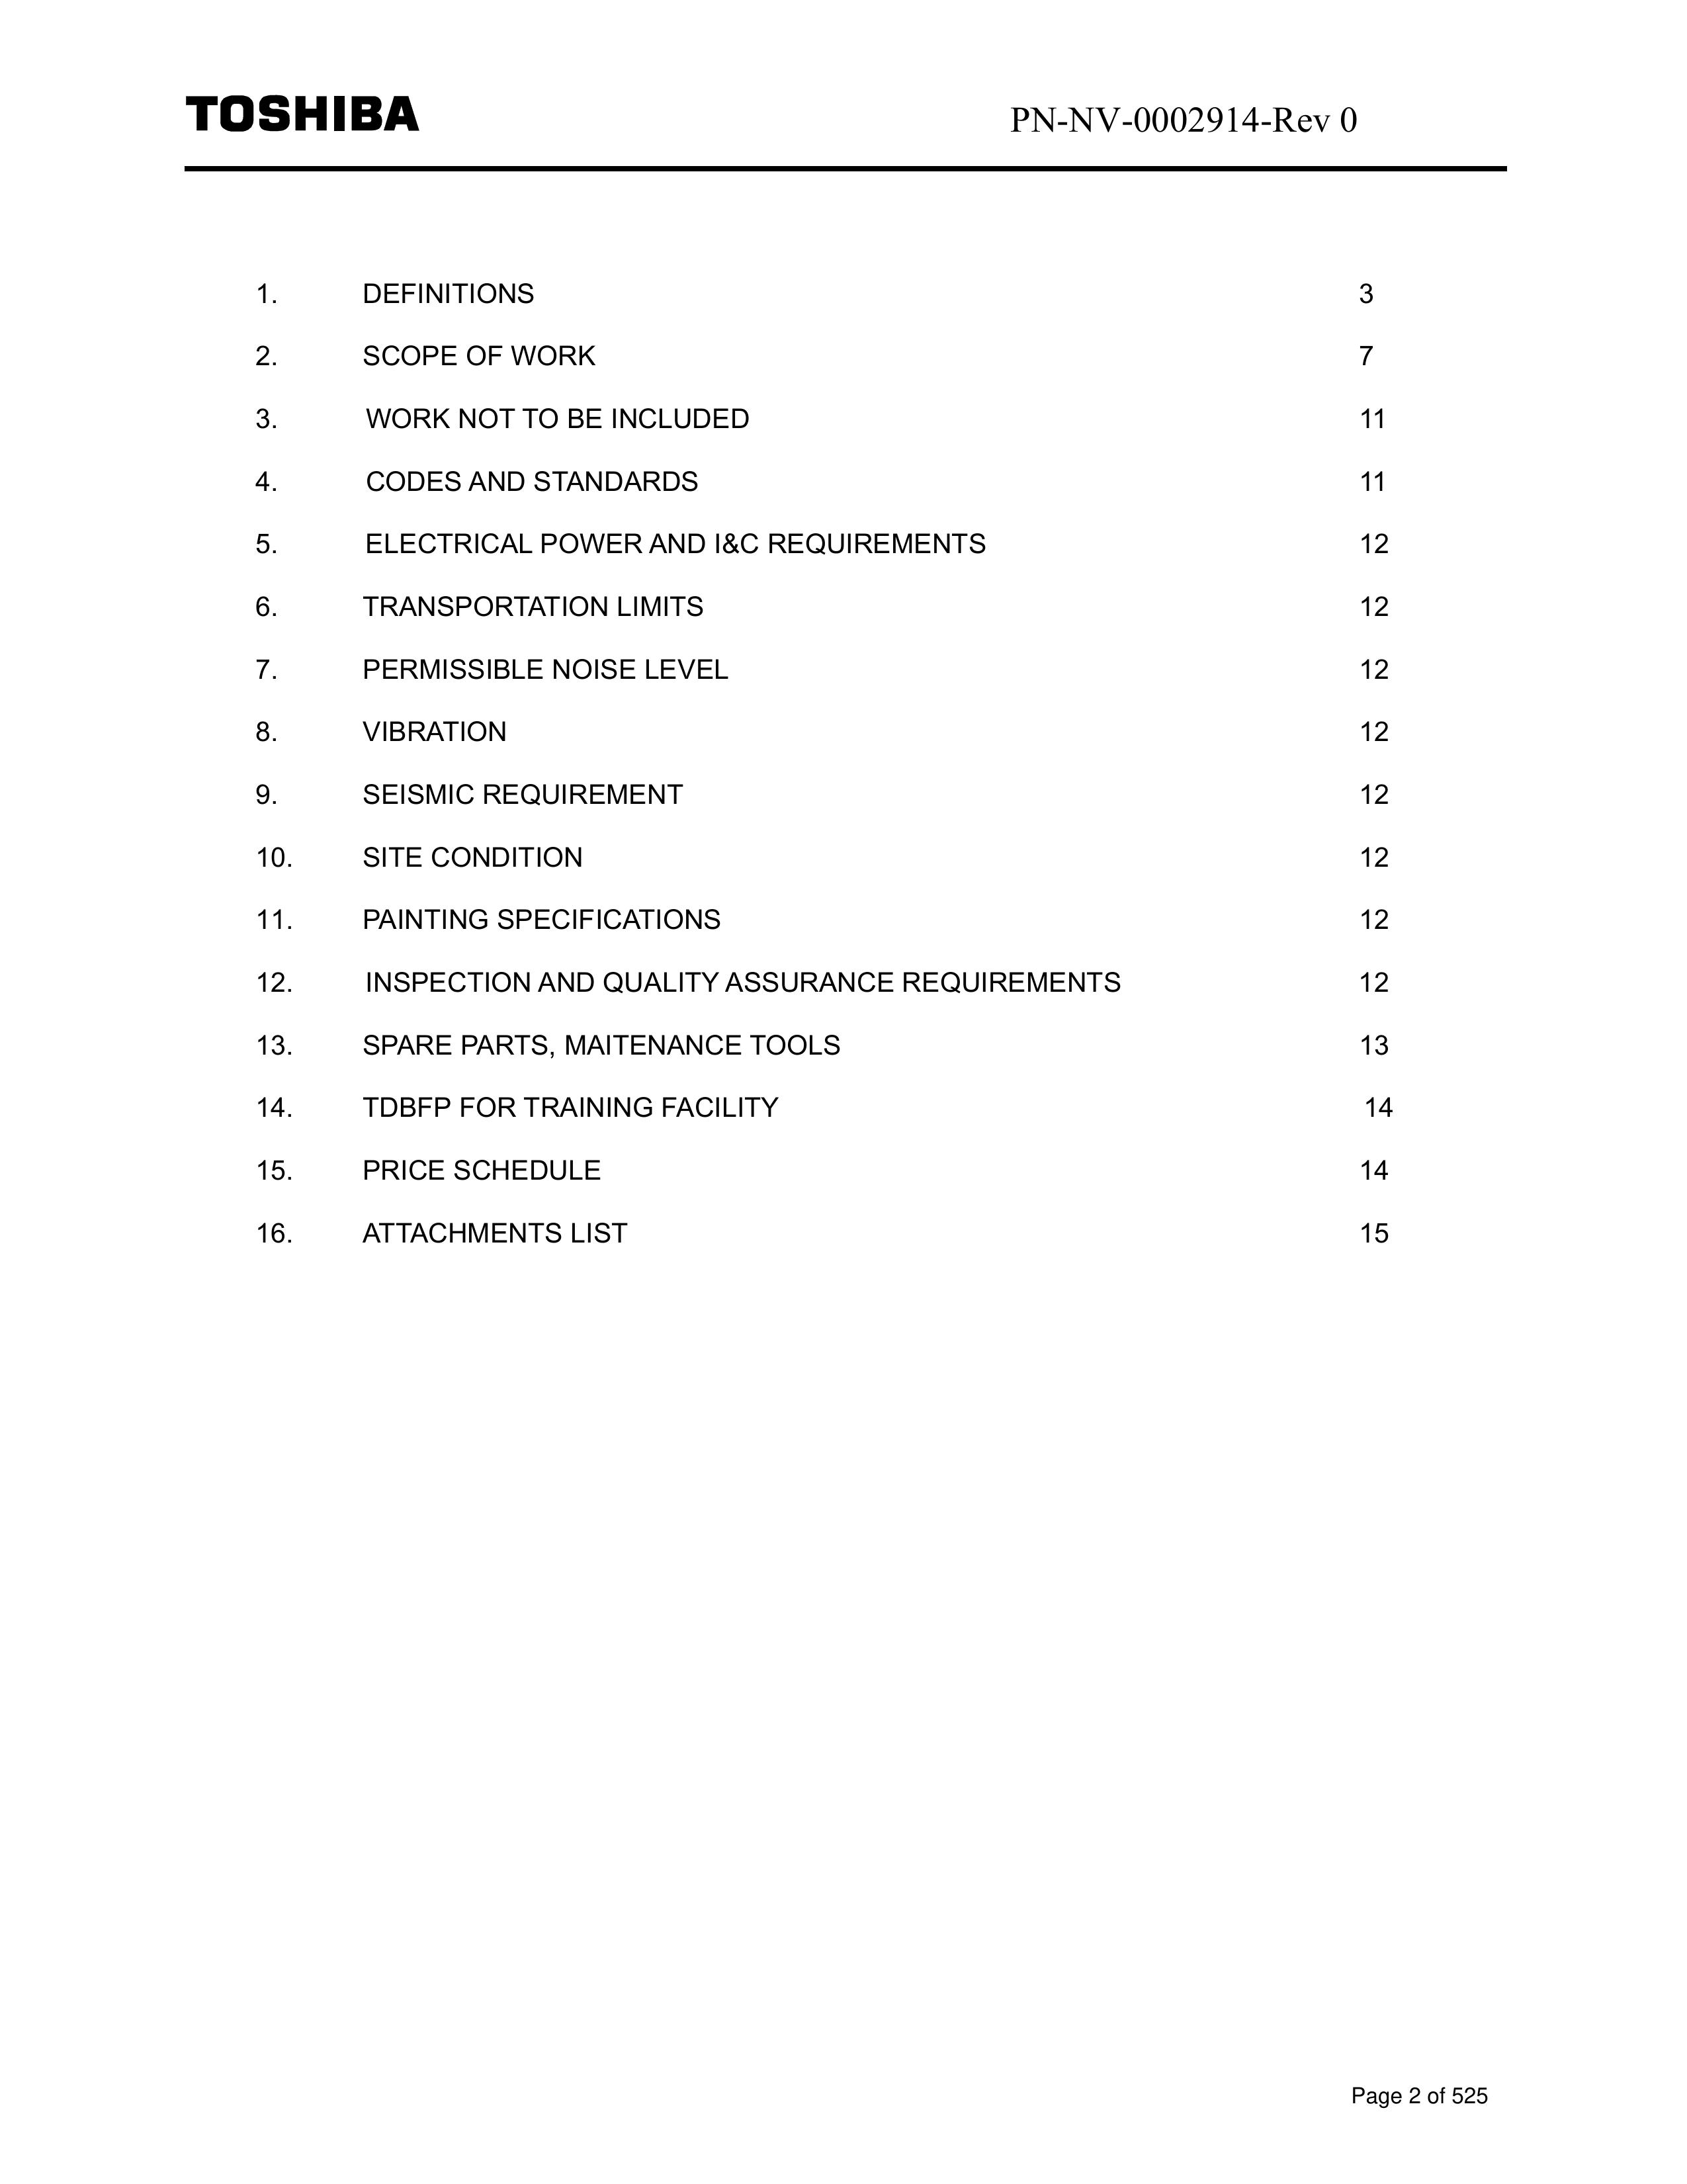 TOSHIBA PN-NV-0002914-Rev 0
1. DEFINITIONS 3
2. SCOPE OF WORK 7
3. WORK NOT TO BE INCLUDED 11
4. CODES AND STANDARDS 11
5. ELECTRICAL POWER AND I&C REQUIREMENTS 12
6. TRANSPORTATION LIMITS 12
7. PERMISSIBLE NOISE LEVEL 12
8. VIBRATION 12
9. SEISMIC REQUIREMENT 12
10. SITE CONDITION 12
11. PAINTING SPECIFICATIONS 12
12. INSPECTION AND QUALITY ASSURANCE REQUIREMENTS 12
13. SPARE PARTS, MAITENANCE TOOLS 13
14. TDBFP FOR TRAINING FACILITY 14
15. PRICE SCHEDULE 14
16. ATTACHMENTS LIST 15
Page 2 of 525